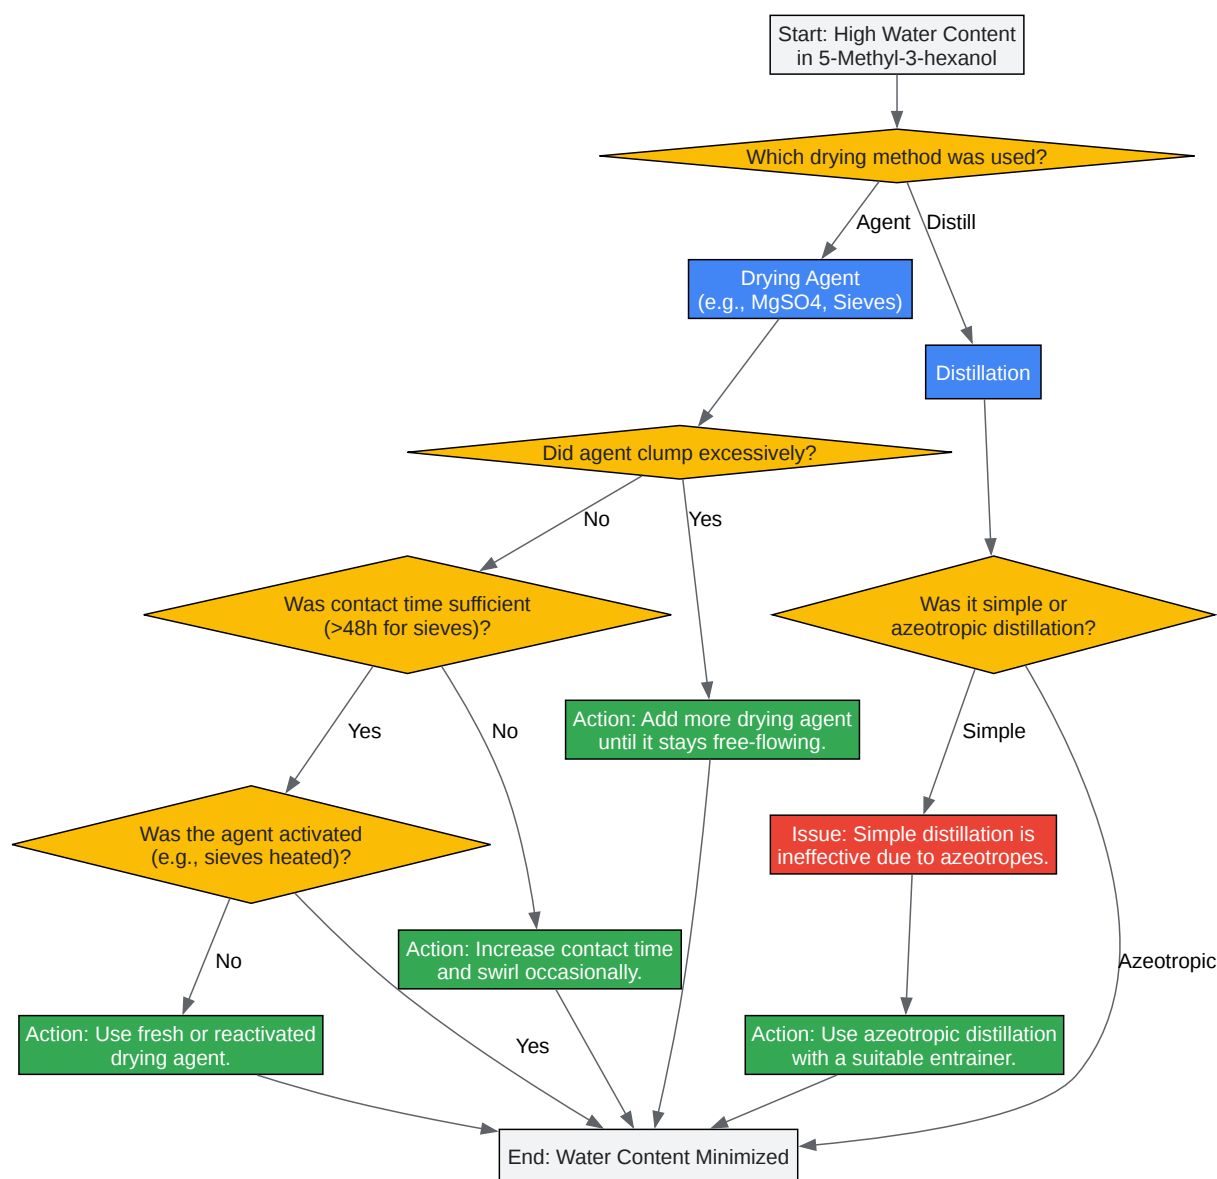 Start: High Water Content
in 5-Methyl-3-hexanol
Which drying method was used?
Agent
Distill
Drying Agent
(e.g., MgSO4, Sieves)
Distillation
Did agent clump excessively?
No
Yes
Was contact time sufficient
(>48h for sieves)?
Was it simple or
azeotropic distillation?
Yes
No
Action: Add more drying agent
until it stays free-flowing.
Simple
Was the agent activated
(e.g., sieves heated)?
Issue: Simple distillation is
ineffective due to azeotropes.
No
Action: Increase contact time
and swirl occasionally.
Azeotropic
Action: Use fresh or reactivated
drying agent.
Yes
Action: Use azeotropic distillation
with a suitable entrainer.
End: Water Content Minimized